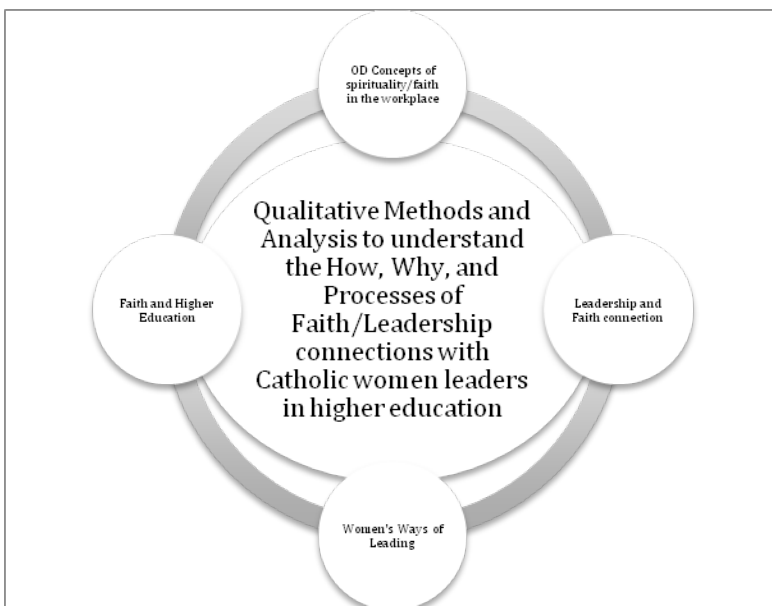 OD Concepts of
spirituality/faith
in the workplace
Qualitative Methods and
Analysis to understand
the How, Why, and
Processes of
Faith/Leadership
connections with
Catholic women leaders
in higher education
Faith and Higher
Education
Leadership and
Faith connection
Women's Ways of
Leading